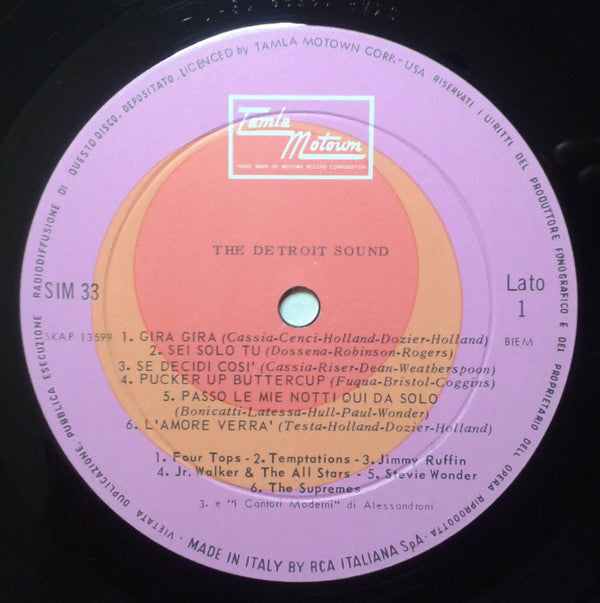 VIETATA DUPLICAZIONE, PUBBLICA ESECUZIONE RADIODIFFUSIONE DI QUESTO DISCO. DEPOSITATO. LICENCED by TAMLA MOTOWN CORP.- USA RISERVATI I DIRITTI DEL PRODUTTORE FONOGRAFICO E DEL PROPRIETARIO DELL'OPERA RIPRODOTTA-
Tamla
Motown
TRADE MARK OF MOTOWN RECORD CORPORATION
THE DETROIT SOUND
SIM 33
Lato
1
SKAP 13599
BIEM
1. GIRA GIRA (Cassia-Cenci-Holland-Dozier-Holland)
2. SEI SOLO TU (Dossena-Robinson-Rogers)
3. SE DECIDI COSI' (Cassia-Riser-Dean-Weatherspoon)
4. PUCKER UP BUTTERCUP (Fuqua-Bristol-Coggins)
5. PASSO LE MIE NOTTI QUI DA SOLO
(Bonicatti-Latessa-Hull-Paul-Wonder)
6. L'AMORE VERRA' (Testa-Holland-Dozier-Holland)
1. Four Tops - 2. Temptations - 3. Jimmy Ruffin
4. Jr. Walker & The All Stars - 5. Stevie Wonder
6. The Supremes
3. e "I Cantori Moderni" di Alessandroni
MADE IN ITALY BY RCA ITALIANA SpA-